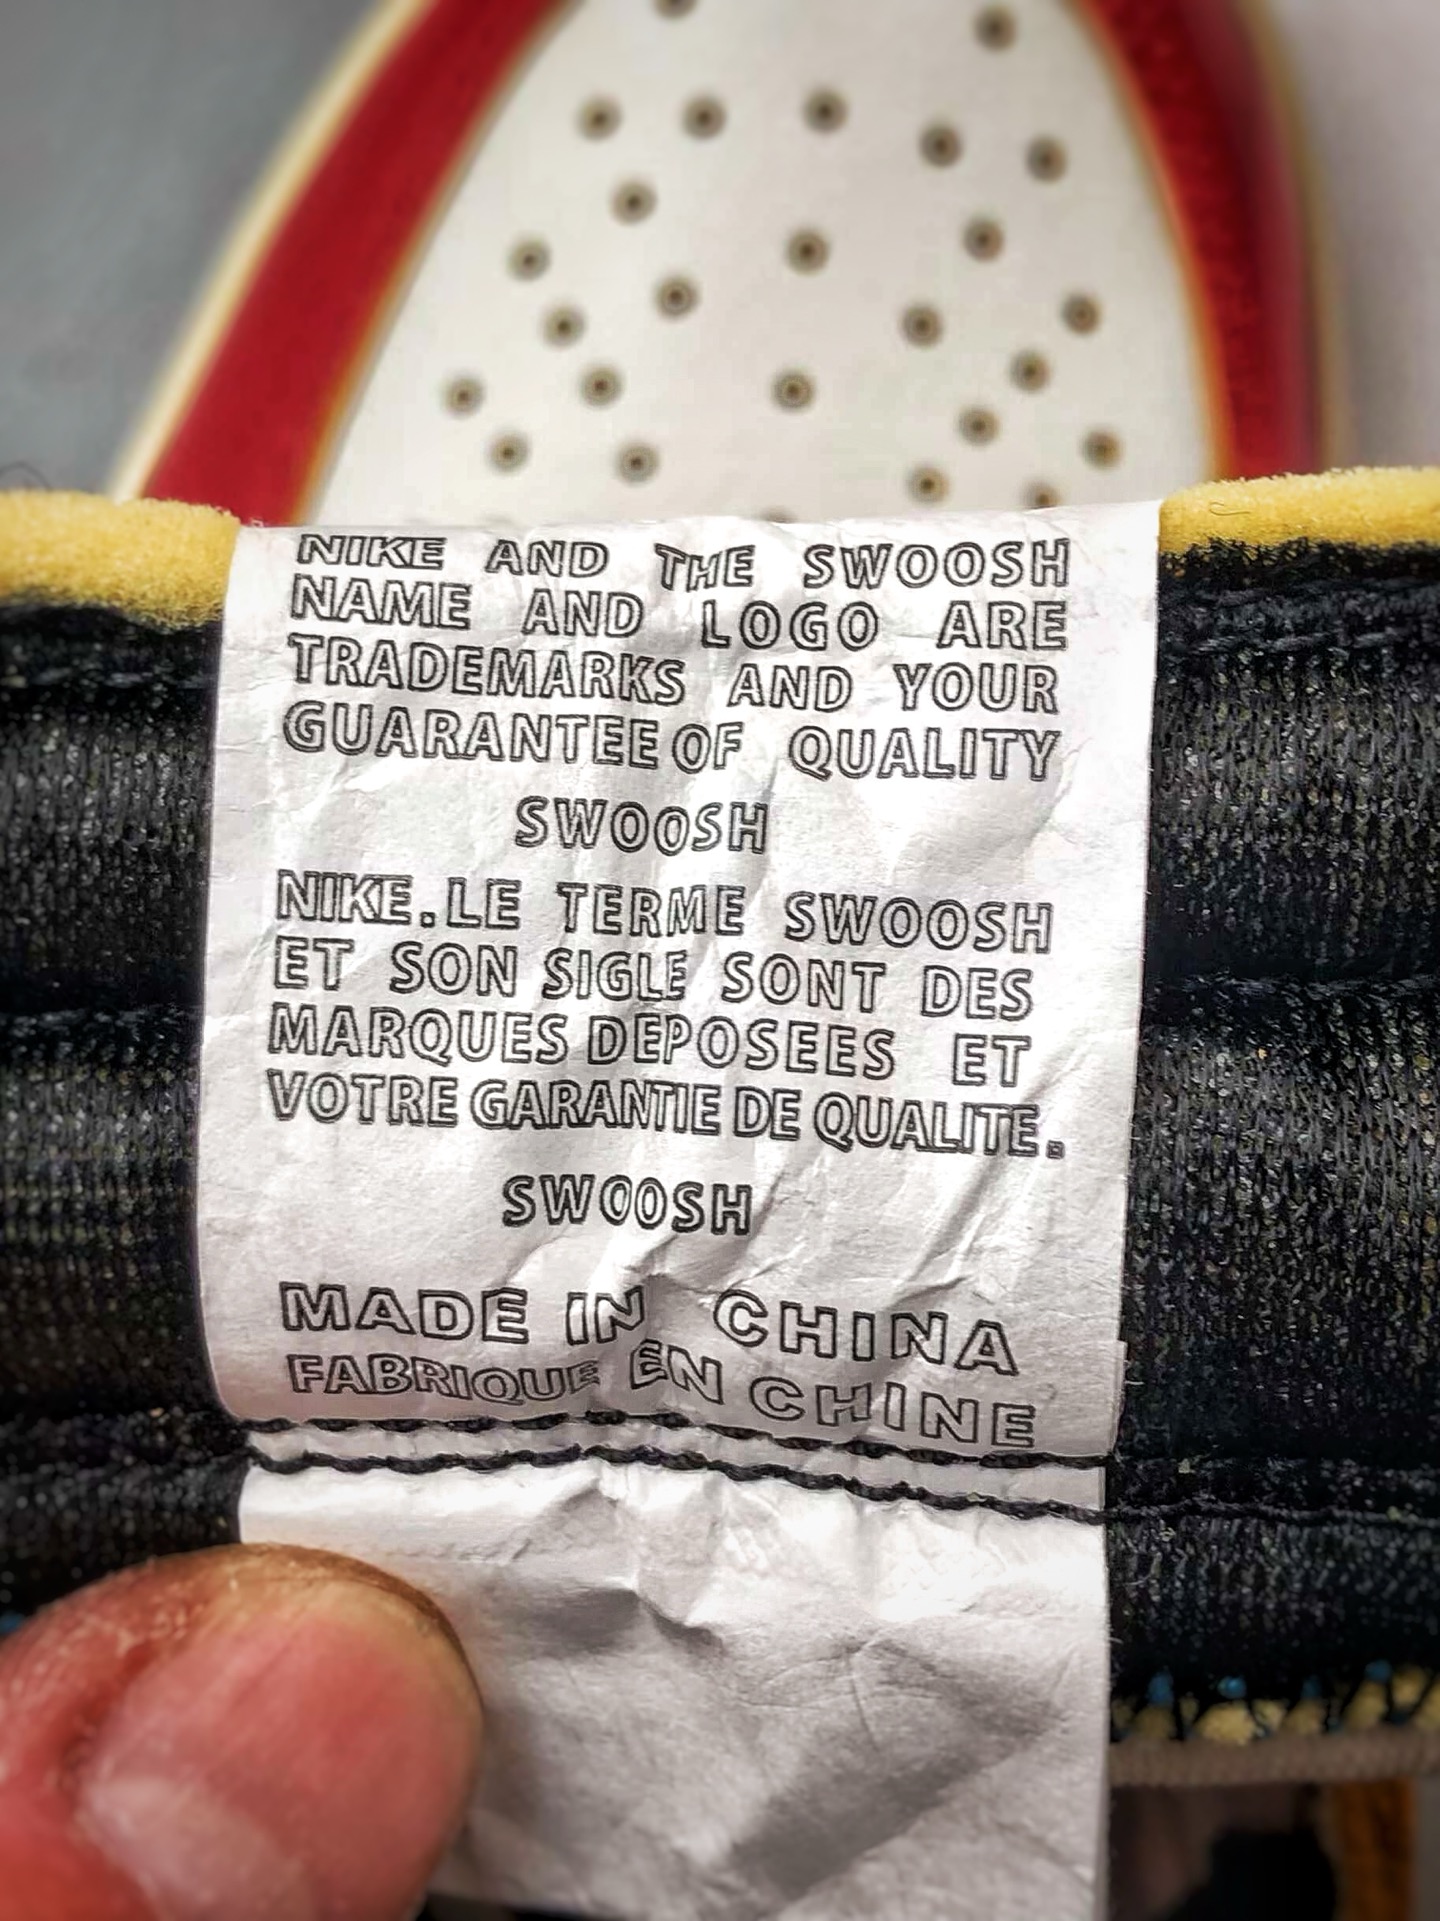 NIKE AND THE SWOOSH
NAME AND LOGO ARE
TRADEMARKS AND YOUR
GUARANTEE OF QUALITY
SWOOSH
NIKE.LE TERME SWOOSH
ET SON SIGLE SONT DES
MARQUES DEPOSEES ET
VOTRE GARANTIE DE QUALITE.
SWOOSH
MADE IN CHINA
FABRIQUE EN CHINE